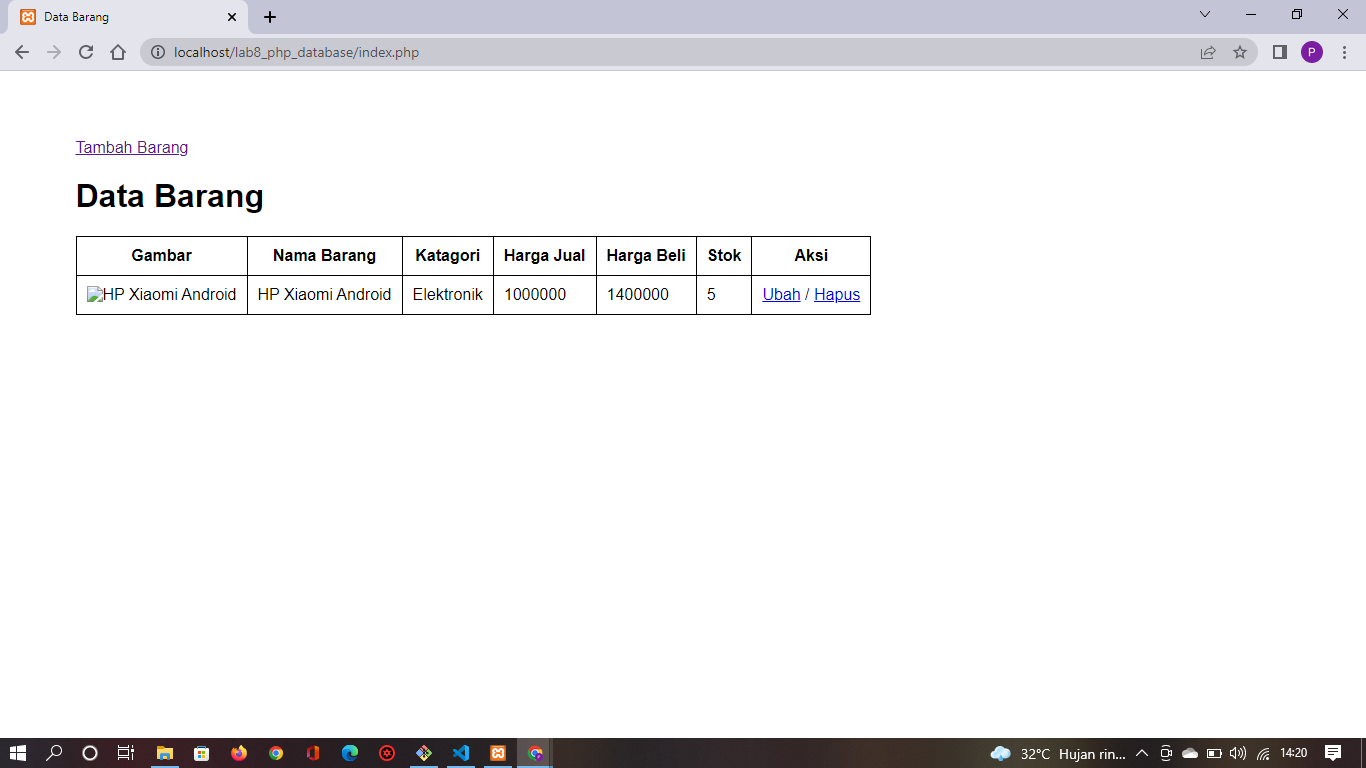 Data Barang
localhost/lab8_php_database/index.php
P
Tambah Barang
Data Barang
Gambar Nama Barang Katagori Harga Jual Harga Beli Stok Aksi
HP Xiaomi Android HP Xiaomi Android Elektronik 1000000 1400000 5 Ubah / Hapus
32°C Hujan rin... 14:20